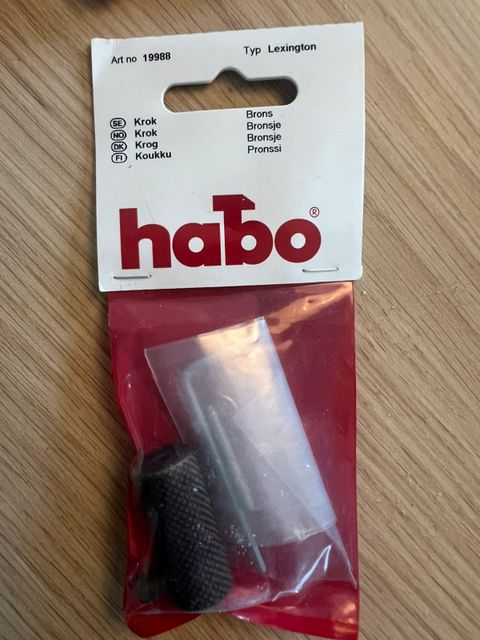 Art no 19988 Typ Lexington
SE Krok Brons
NO Krok Bronsje
DK Krog Bronsje
FI Koukku Pronssi
habo®